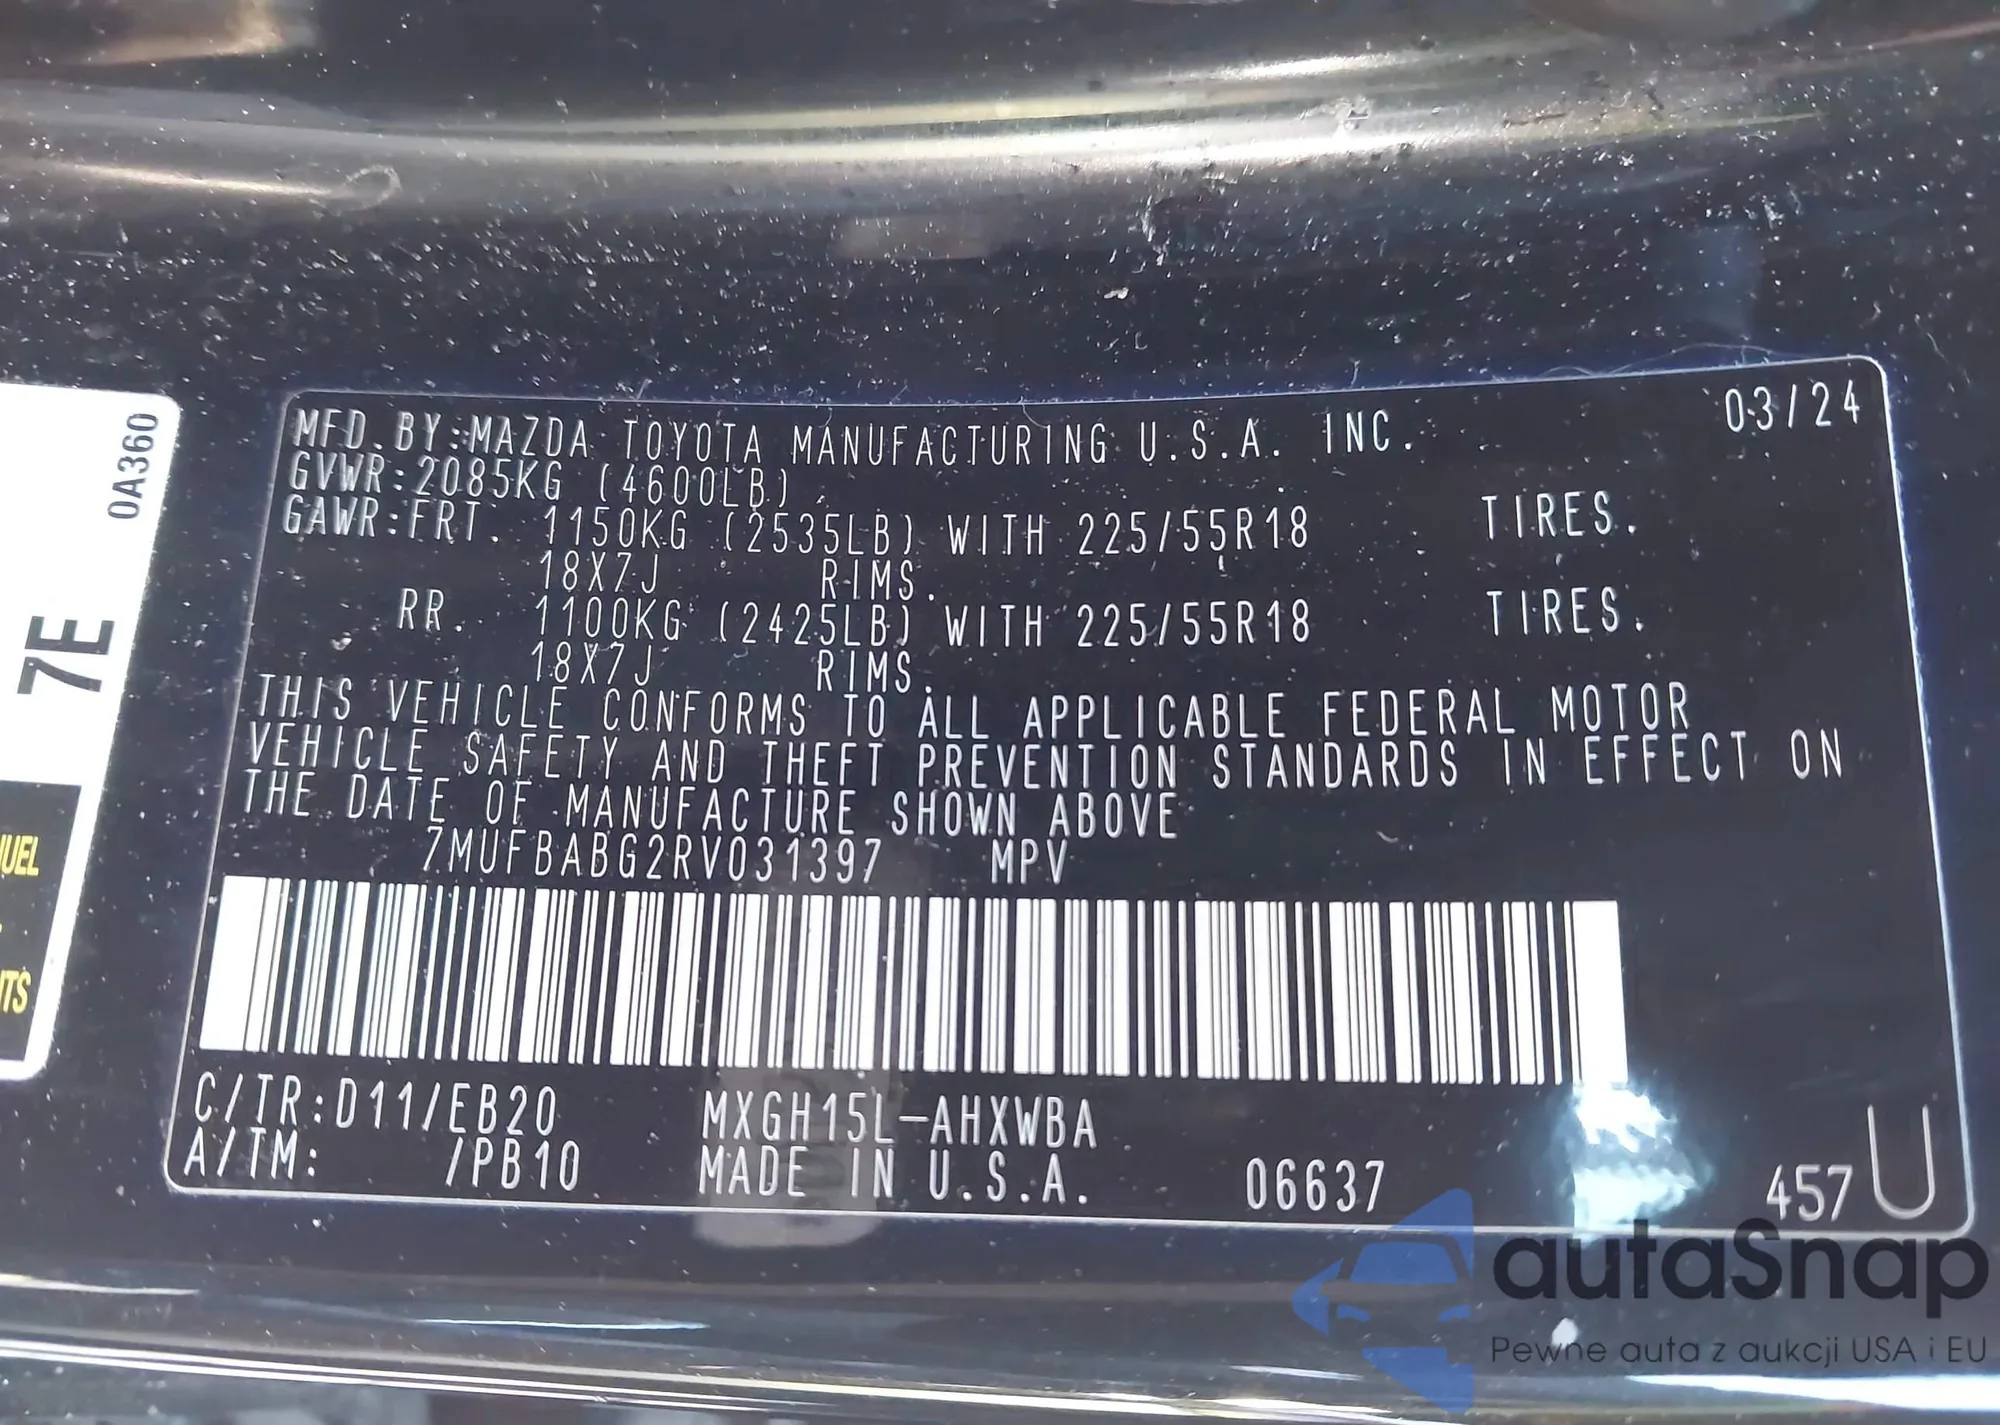 MFD.BY:MAZDA TOYOTA MANUFACTURING U.S.A. INC. 03/24
GVWR:2085KG (4600LB)
GAWR:FRT. 1150KG (2535LB) WITH 225/55R18 TIRES.
18X7J RIMS.
RR. 1100KG (2425LB) WITH 225/55R18 TIRES.
18X7J RIMS.
THIS VEHICLE CONFORMS TO ALL APPLICABLE FEDERAL MOTOR
VEHICLE SAFETY AND THEFT PREVENTION STANDARDS IN EFFECT ON
THE DATE OF MANUFACTURE SHOWN ABOVE
7MUFBABG2RV031397 MPV
C/TR:D11/EB20 MXGH15L-AHXWBA
A/TM: /PB10 MADE IN U.S.A. 06637 457 U
0A360
7E
autaSnap
Pewne auta z aukcji USA i EU